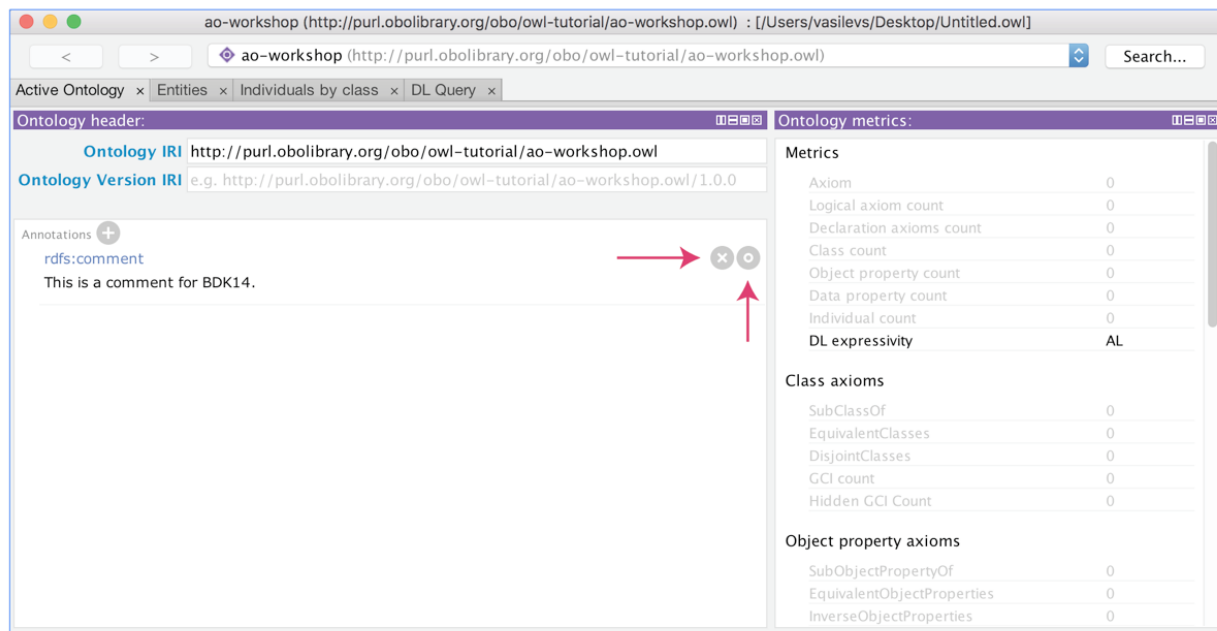 ao-workshop (http://purl.obolibrary.org/obo/owl-tutorial/ao-workshop.owl) : [/Users/vasilevs/Desktop/Untitled.owl]
< > ao-workshop (http://purl.obolibrary.org/obo/owl-tutorial/ao-workshop.owl) Search...
Active Ontology × Entities × Individuals by class × DL Query ×
Ontology header:
Ontology IRI http://purl.obolibrary.org/obo/owl-tutorial/ao-workshop.owl
Ontology Version IRI e.g. http://purl.obolibrary.org/obo/owl-tutorial/ao-workshop.owl/1.0.0
Annotations
rdfs:comment
This is a comment for BDK14.
Ontology metrics:
Metrics
Axiom 0
Logical axiom count 0
Declaration axioms count 0
Class count 0
Object property count 0
Data property count 0
Individual count 0
DL expressivity AL
Class axioms
SubClassOf 0
EquivalentClasses 0
DisjointClasses 0
GCI count 0
Hidden GCI Count 0
Object property axioms
SubObjectPropertyOf 0
EquivalentObjectProperties 0
InverseObjectProperties 0